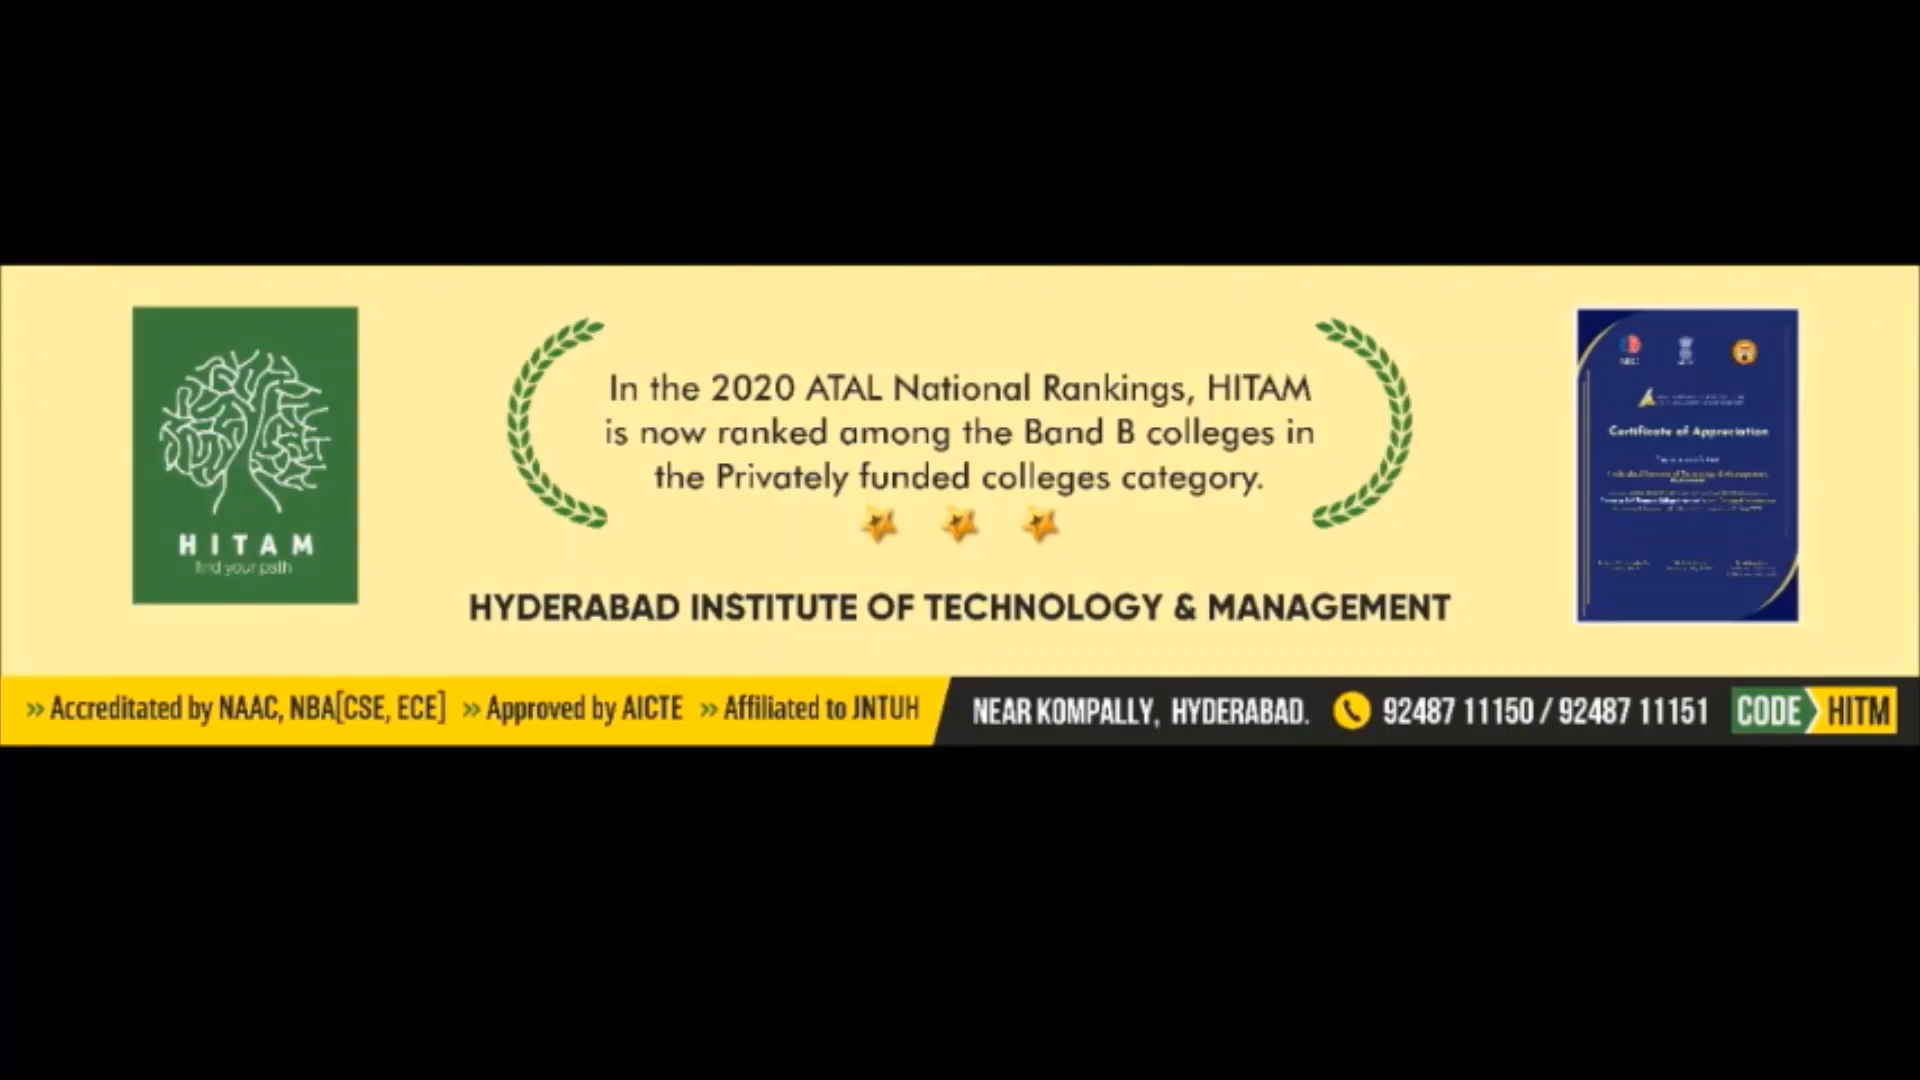 HITAM
find your path
In the 2020 ATAL National Rankings, HITAM
is now ranked among the Band B colleges in
the Privately funded colleges category.
HYDERABAD INSTITUTE OF TECHNOLOGY & MANAGEMENT
Certificate of Appreciation
» Accreditated by NAAC, NBA[CSE, ECE] » Approved by AICTE » Affiliated to JNTUH
NEAR KOMPALLY, HYDERABAD. 92487 11150 / 92487 11151 CODE HITM